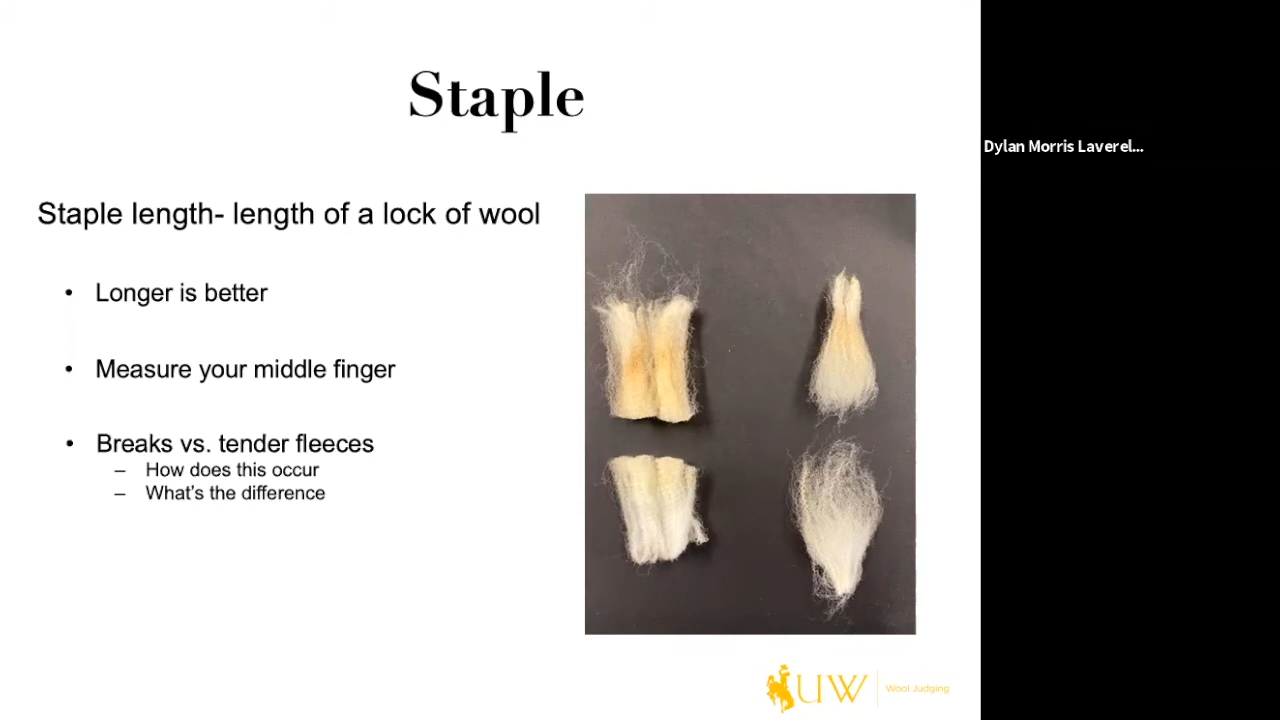 Staple
Staple length- length of a lock of wool
• Longer is better
• Measure your middle finger
• Breaks vs. tender fleeces
– How does this occur
– What's the difference
UW Wool Judging
Dylan Morris Laverel...